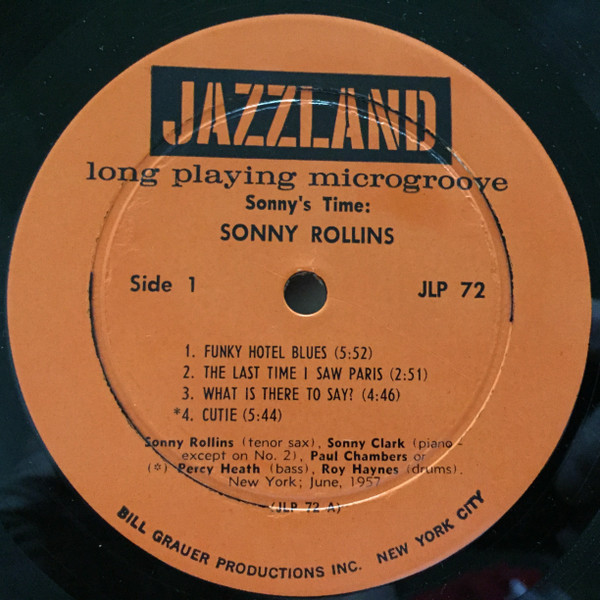 JAZZLAND
long playing microgroove
Sonny's Time:
SONNY ROLLINS
Side 1 JLP 72
1. FUNKY HOTEL BLUES (5:52)
2. THE LAST TIME I SAW PARIS (2:51)
3. WHAT IS THERE TO SAY? (4:46)
*4. CUTIE (5:44)
Sonny Rollins (tenor sax), Sonny Clark (piano -
except on No. 2), Paul Chambers or
(*) Percy Heath (bass), Roy Haynes (drums).
New York; June, 1957
(JLP 72 A)
BILL GRAUER PRODUCTIONS INC. NEW YORK CITY